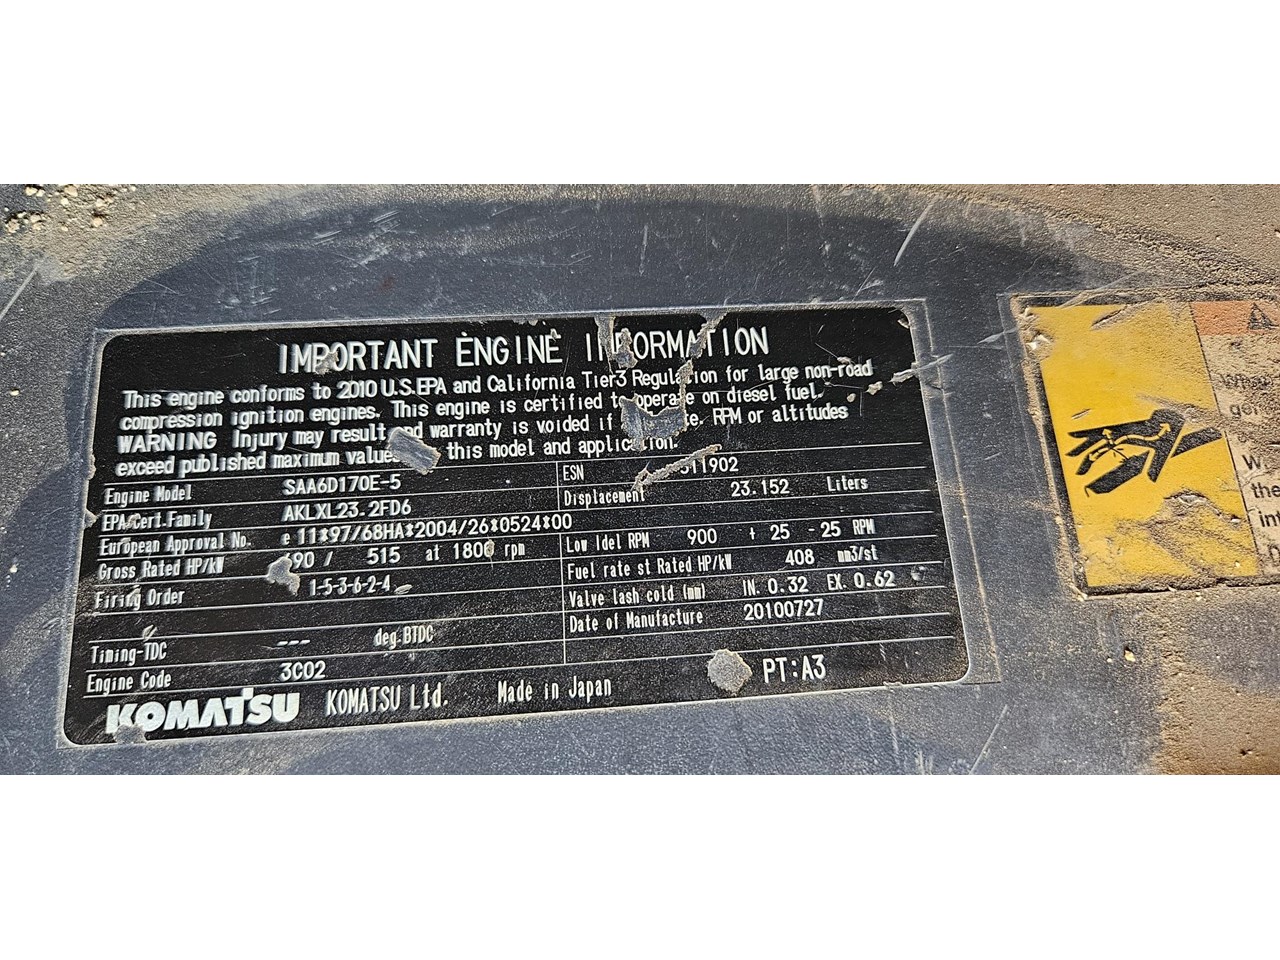 IMPORTANT ENGINE INFORMATION
This engine conforms to 2010 U.S.EPA and California Tier3 Regulation for large non-road
compression ignition engines. This engine is certified to operate on diesel fuel.
WARNING Injury may result and warranty is voided if RPM or altitudes
exceed published maximum values this model and application.
Engine Model SAA6D170E-5 ESN 511902
EPA Cert.Family AKLXL23.2FD6 Displacement 23.152 Liters
European Approval No. e 11*97/68HA*2004/26*0524*00 Low Idel RPM 900 + 25 - 25 RPM
Gross Rated HP/kW 690 / 515 at 1800 rpm Fuel rate st Rated HP/kW 408 mm3/st
Firing Order 1-5-3-6-2-4 Valve lash cold (mm) IN. 0.32 EX. 0.62
Date of Manufacture 20100727
Timing-TDC --- deg.BTDC
Engine Code 3C02
KOMATSU KOMATSU Ltd. Made in Japan PT:A3